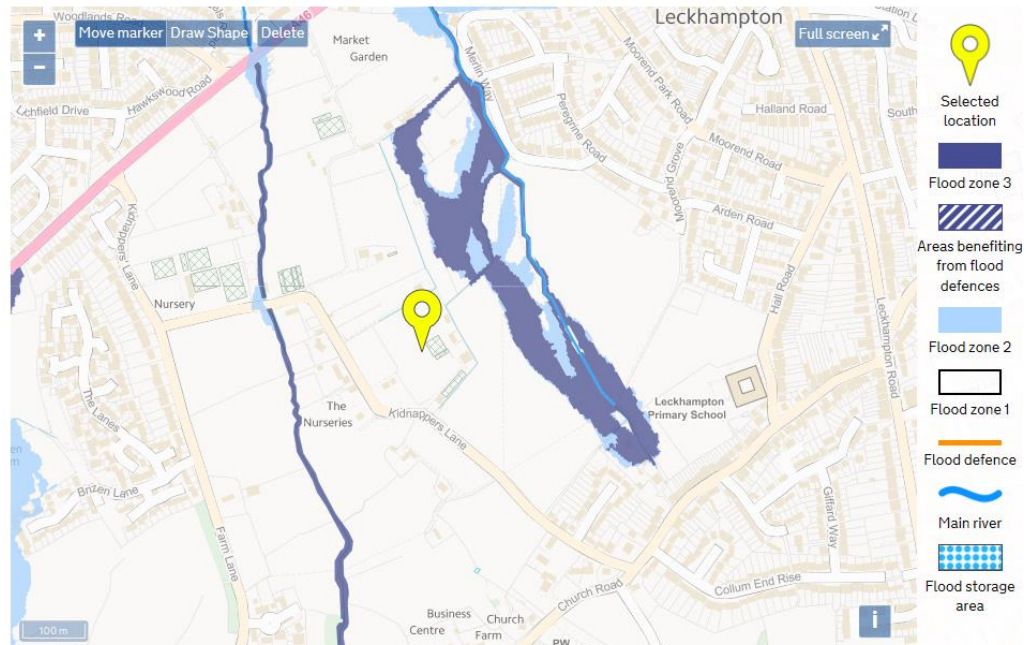 Woodlands Road
A46
+
−
Move marker
Draw Shape
Delete
Market
Garden
Leckhampton
Full screen
Merlin Way
Moorend Park Road
Lichfield Drive
Hawkswood Road
Peregrine Road
Halland Road
Moorend Road
Moorend Grove
Arden Road
Kidnappers Lane
Nursery
Hall Road
Leckhampton Road
The Lanes
The
Nurseries
Kidnappers Lane
Leckhampton
Primary School
Brizen Lane
Farm Lane
Giffard Way
Church Road
Collum End Rise
Business
Centre
Church
Farm
PW
100 m
i
Selected
location
Flood zone 3
Areas benefiting
from flood
defences
Flood zone 2
Flood zone 1
Flood defence
Main river
Flood storage
area